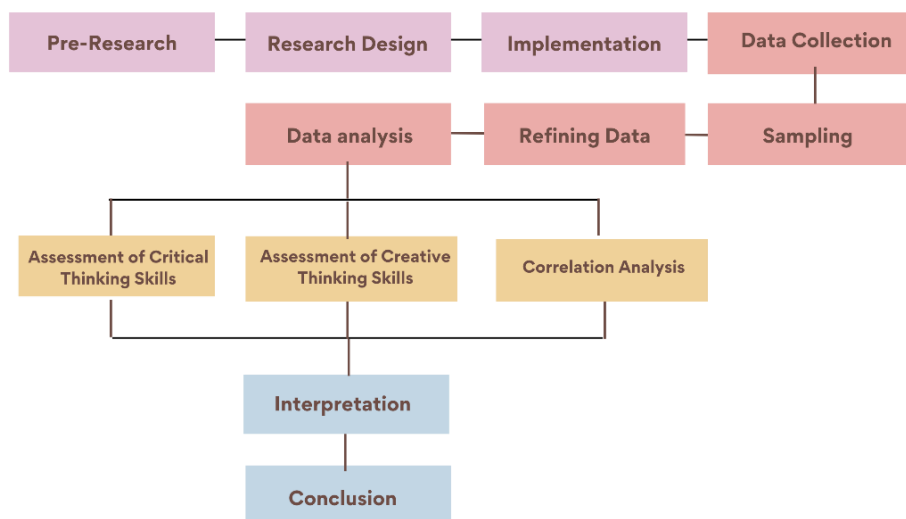 Pre-Research
Research Design
Implementation
Data Collection
Data analysis
Refining Data
Sampling
Assessment of Critical
Thinking Skills
Assessment of Creative
Thinking Skills
Correlation Analysis
Interpretation
Conclusion